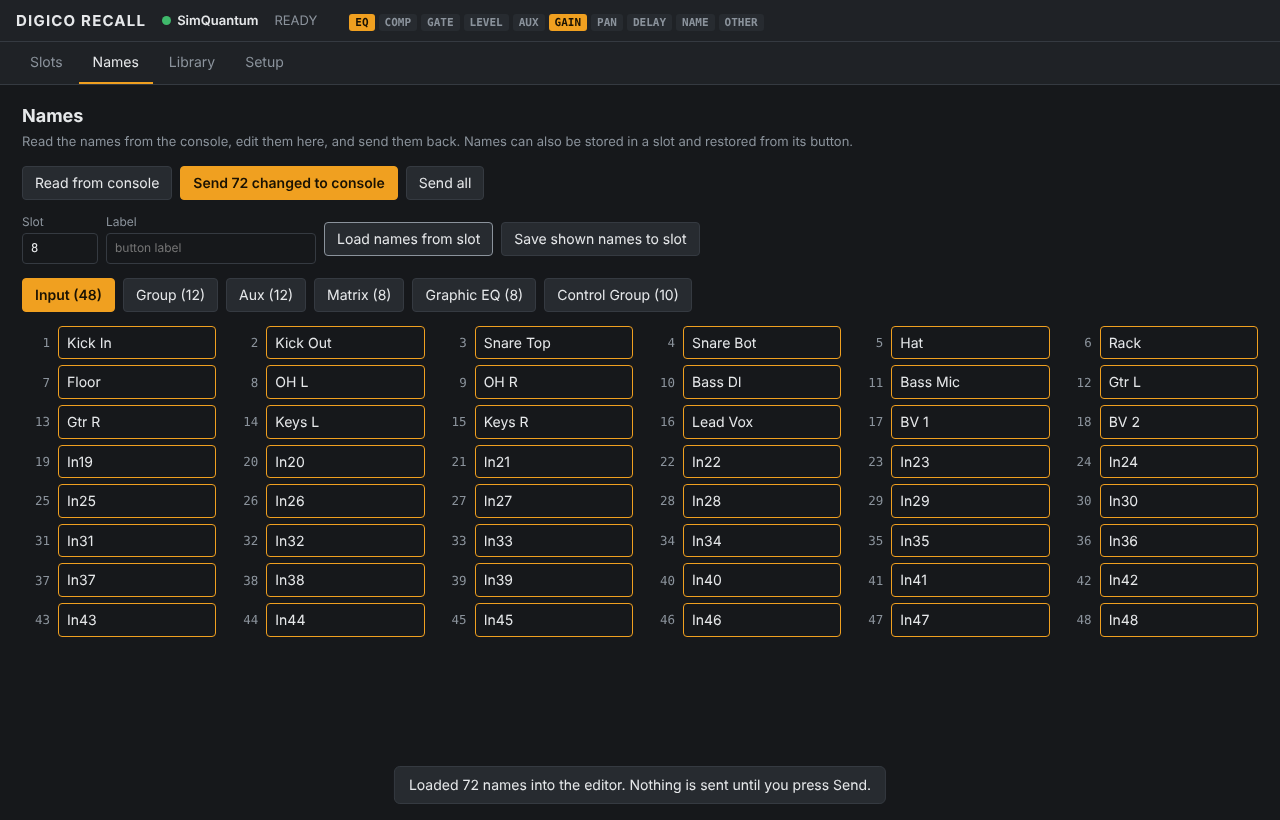 DIGICO RECALL SimQuantum READY EQ COMP GATE LEVEL AUX GAIN PAN DELAY NAME OTHER
Slots Names Library Setup
Names
Read the names from the console, edit them here, and send them back. Names can also be stored in a slot and restored from its button.
Read from console Send 72 changed to console Send all
Slot Label
8 button label Load names from slot Save shown names to slot
Input (48) Group (12) Aux (12) Matrix (8) Graphic EQ (8) Control Group (10)
1 Kick In 2 Kick Out 3 Snare Top 4 Snare Bot 5 Hat 6 Rack
7 Floor 8 OH L 9 OH R 10 Bass DI 11 Bass Mic 12 Gtr L
13 Gtr R 14 Keys L 15 Keys R 16 Lead Vox 17 BV 1 18 BV 2
19 In19 20 In20 21 In21 22 In22 23 In23 24 In24
25 In25 26 In26 27 In27 28 In28 29 In29 30 In30
31 In31 32 In32 33 In33 34 In34 35 In35 36 In36
37 In37 38 In38 39 In39 40 In40 41 In41 42 In42
43 In43 44 In44 45 In45 46 In46 47 In47 48 In48
Loaded 72 names into the editor. Nothing is sent until you press Send.